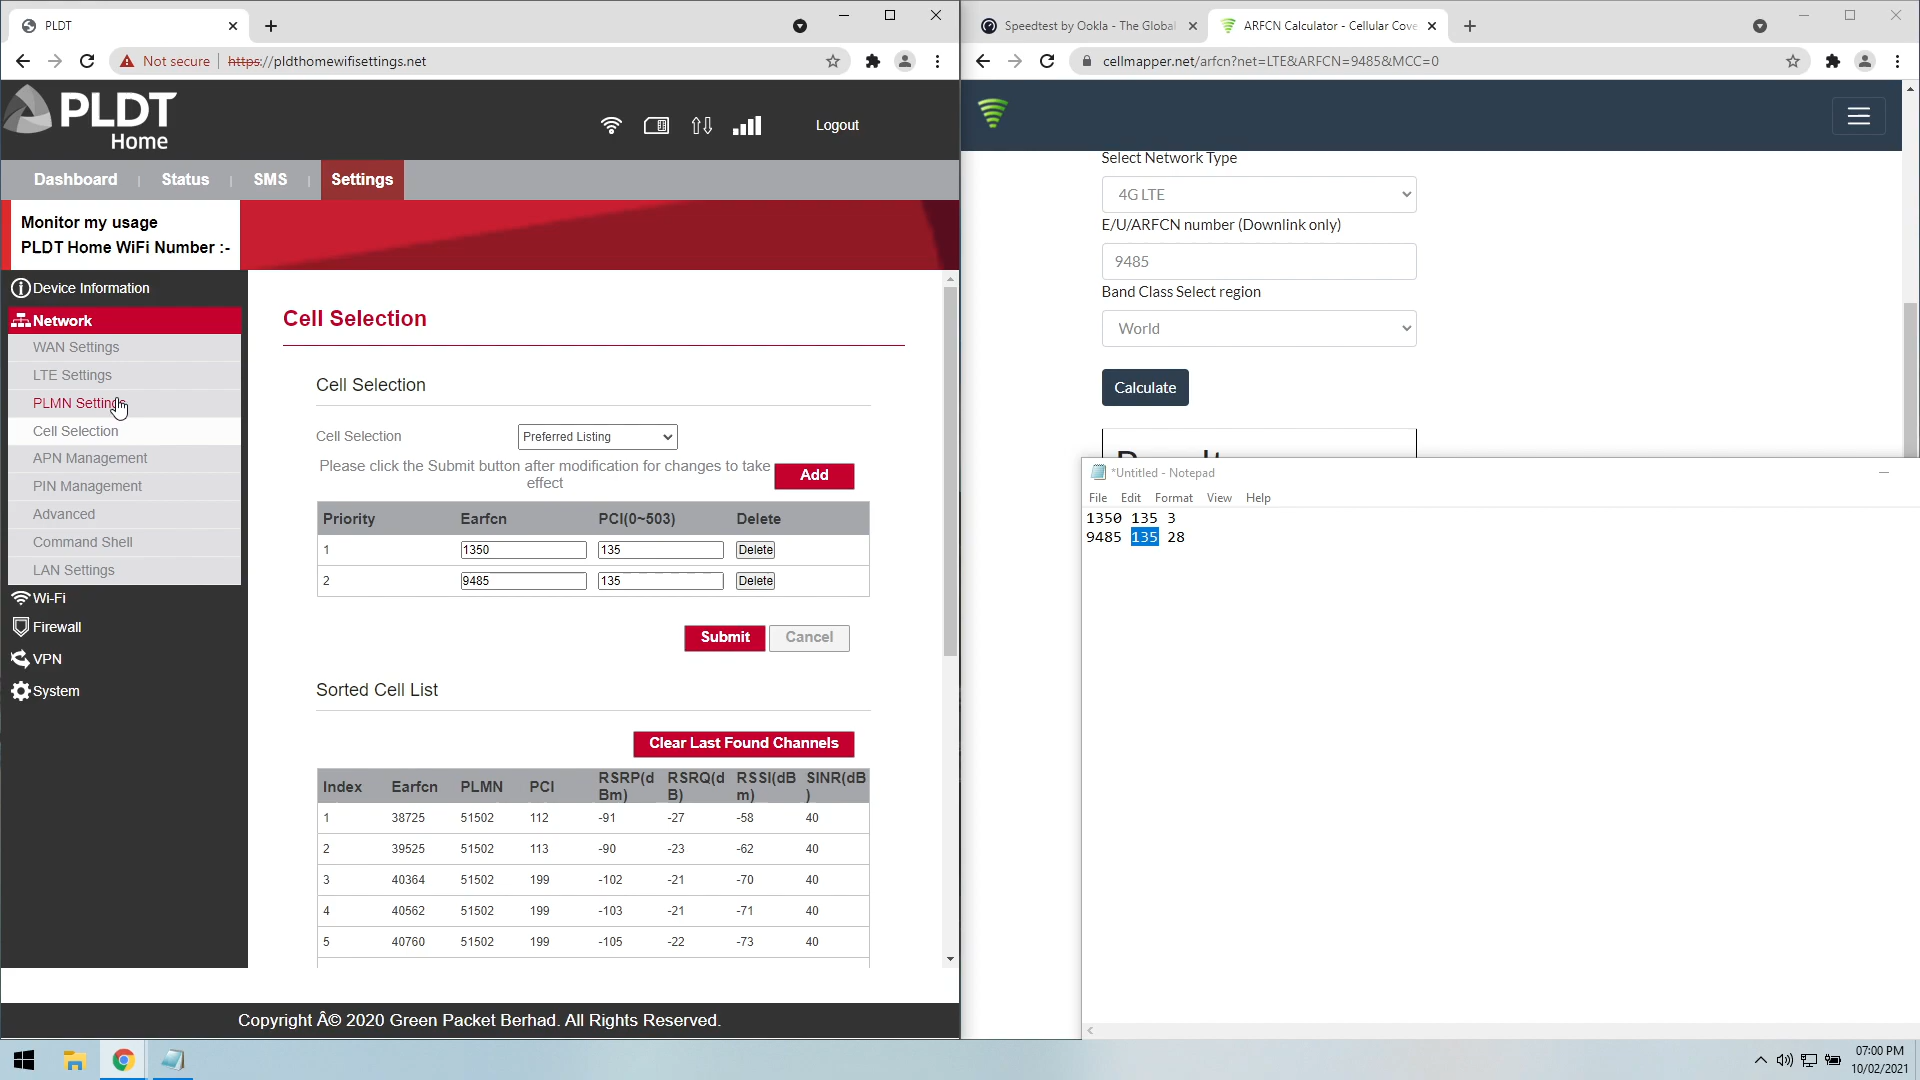 PLDT
Speedtest by Ookla - The Global
ARFCN Calculator - Cellular Cove
Not secure
https://pldthomewifisettings.net
cellmapper.net/arfcn?net=LTE&ARFCN=9485&MCC=0
PLDT
Home
Logout
Dashboard | Status | SMS | Settings
Monitor my usage
PLDT Home WiFi Number :-
Device Information
Network
WAN Settings
LTE Settings
PLMN Settings
Cell Selection
APN Management
PIN Management
Advanced
Command Shell
LAN Settings
Wi-Fi
Firewall
VPN
System
Cell Selection
Cell Selection
Cell Selection
Preferred Listing
Please click the Submit button after modification for changes to take
effect
Add
Priority Earfcn PCI(0~503) Delete
1 1350 135 Delete
2 9485 135 Delete
Submit
Cancel
Sorted Cell List
Clear Last Found Channels
Index Earfcn PLMN PCI RSRP(dBm) RSRQ(dB) RSSI(dBm) SINR(dB)
1 38725 51502 112 -91 -27 -58 40
2 39525 51502 113 -90 -23 -62 40
3 40364 51502 199 -102 -21 -70 40
4 40562 51502 199 -103 -21 -71 40
5 40760 51502 199 -105 -22 -73 40
Copyright Â© 2020 Green Packet Berhad. All Rights Reserved.
Select Network Type
4G LTE
E/U/ARFCN number (Downlink only)
9485
Band Class Select region
World
Calculate
*Untitled - Notepad
File Edit Format View Help
1350 135 3
9485 135 28
07:00 PM
10/02/2021